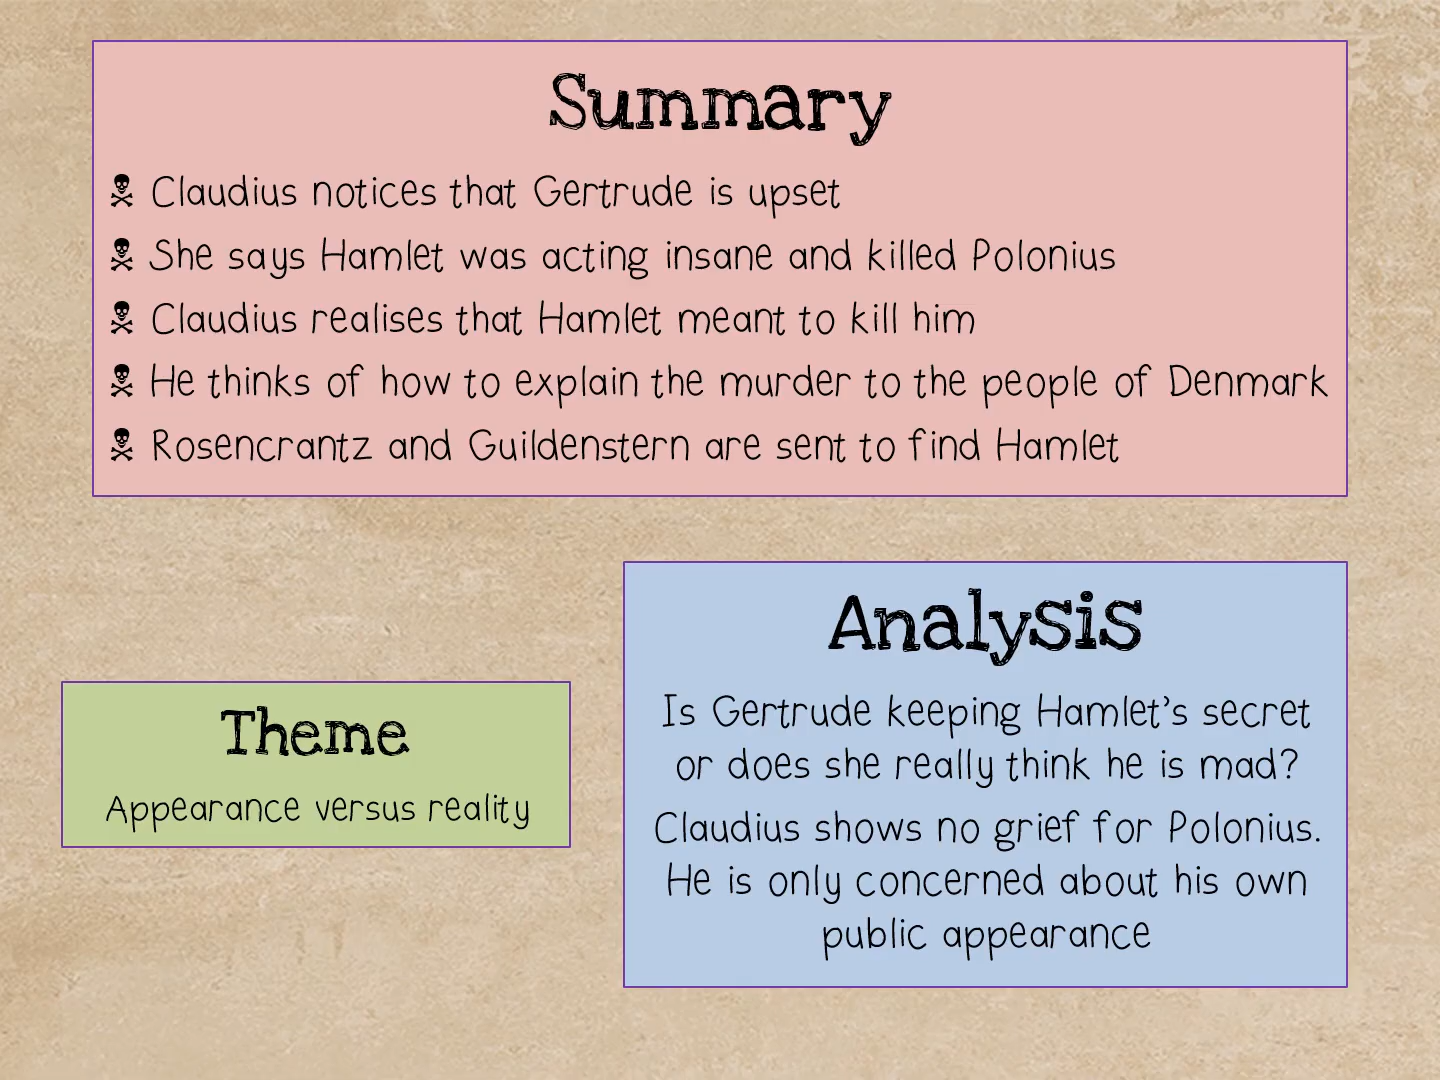 Summary
Claudius notices that Gertrude is upset
She says Hamlet was acting insane and killed Polonius
Claudius realises that Hamlet meant to kill him
He thinks of how to explain the murder to the people of Denmark
Rosencrantz and Guildenstern are sent to find Hamlet
Theme
Appearance versus reality
Analysis
Is Gertrude keeping Hamlet's secret
or does she really think he is mad?
Claudius shows no grief for Polonius.
He is only concerned about his own
public appearance